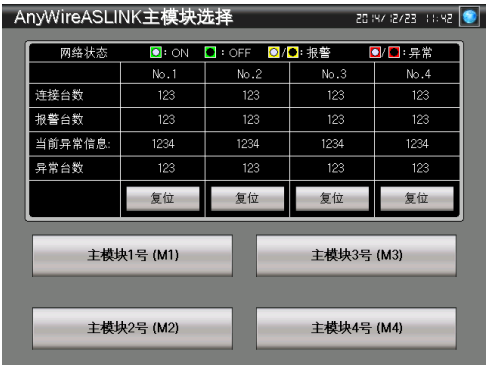 AnyWireASLINK主模块选择 2014/12/23 11:42
网络状态 : ON : OFF / : 报警 / : 异常
No.1 No.2 No.3 No.4
连接台数 123 123 123 123
报警台数 123 123 123 123
当前异常信息: 1234 1234 1234 1234
异常台数 123 123 123 123
复位 复位 复位 复位
主模块1号 (M1) 主模块3号 (M3)
主模块2号 (M2) 主模块4号 (M4)